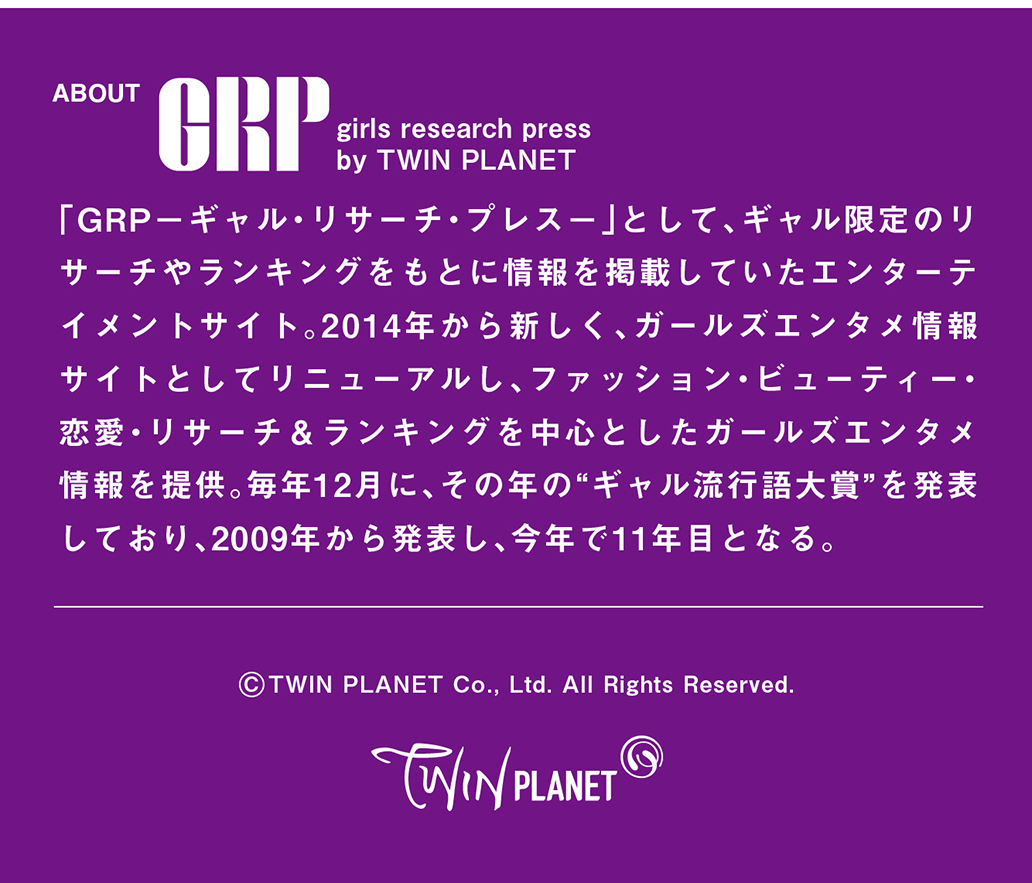 ABOUT
GRP
girls research press
by TWIN PLANET
「GRP－ギャル・リサーチ・プレス－」として、ギャル限定のリ
サーチやランキングをもとに情報を掲載していたエンターテ
イメントサイト。2014年から新しく、ガールズエンタメ情報
サイトとしてリニューアルし、ファッション・ビューティー・
恋愛・リサーチ＆ランキングを中心としたガールズエンタメ
情報を提供。毎年12月に、その年の“ギャル流行語大賞”を発表
しており、2009年から発表し、今年で11年目となる。
©TWIN PLANET Co., Ltd. All Rights Reserved.
TWIN PLANET